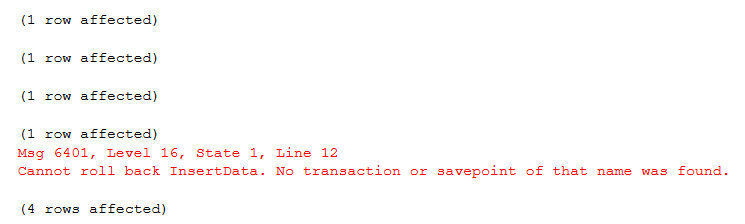 (1 row affected)
(1 row affected)
(1 row affected)
(1 row affected)
Msg 6401, Level 16, State 1, Line 12
Cannot roll back InsertData. No transaction or savepoint of that name was found.
(4 rows affected)